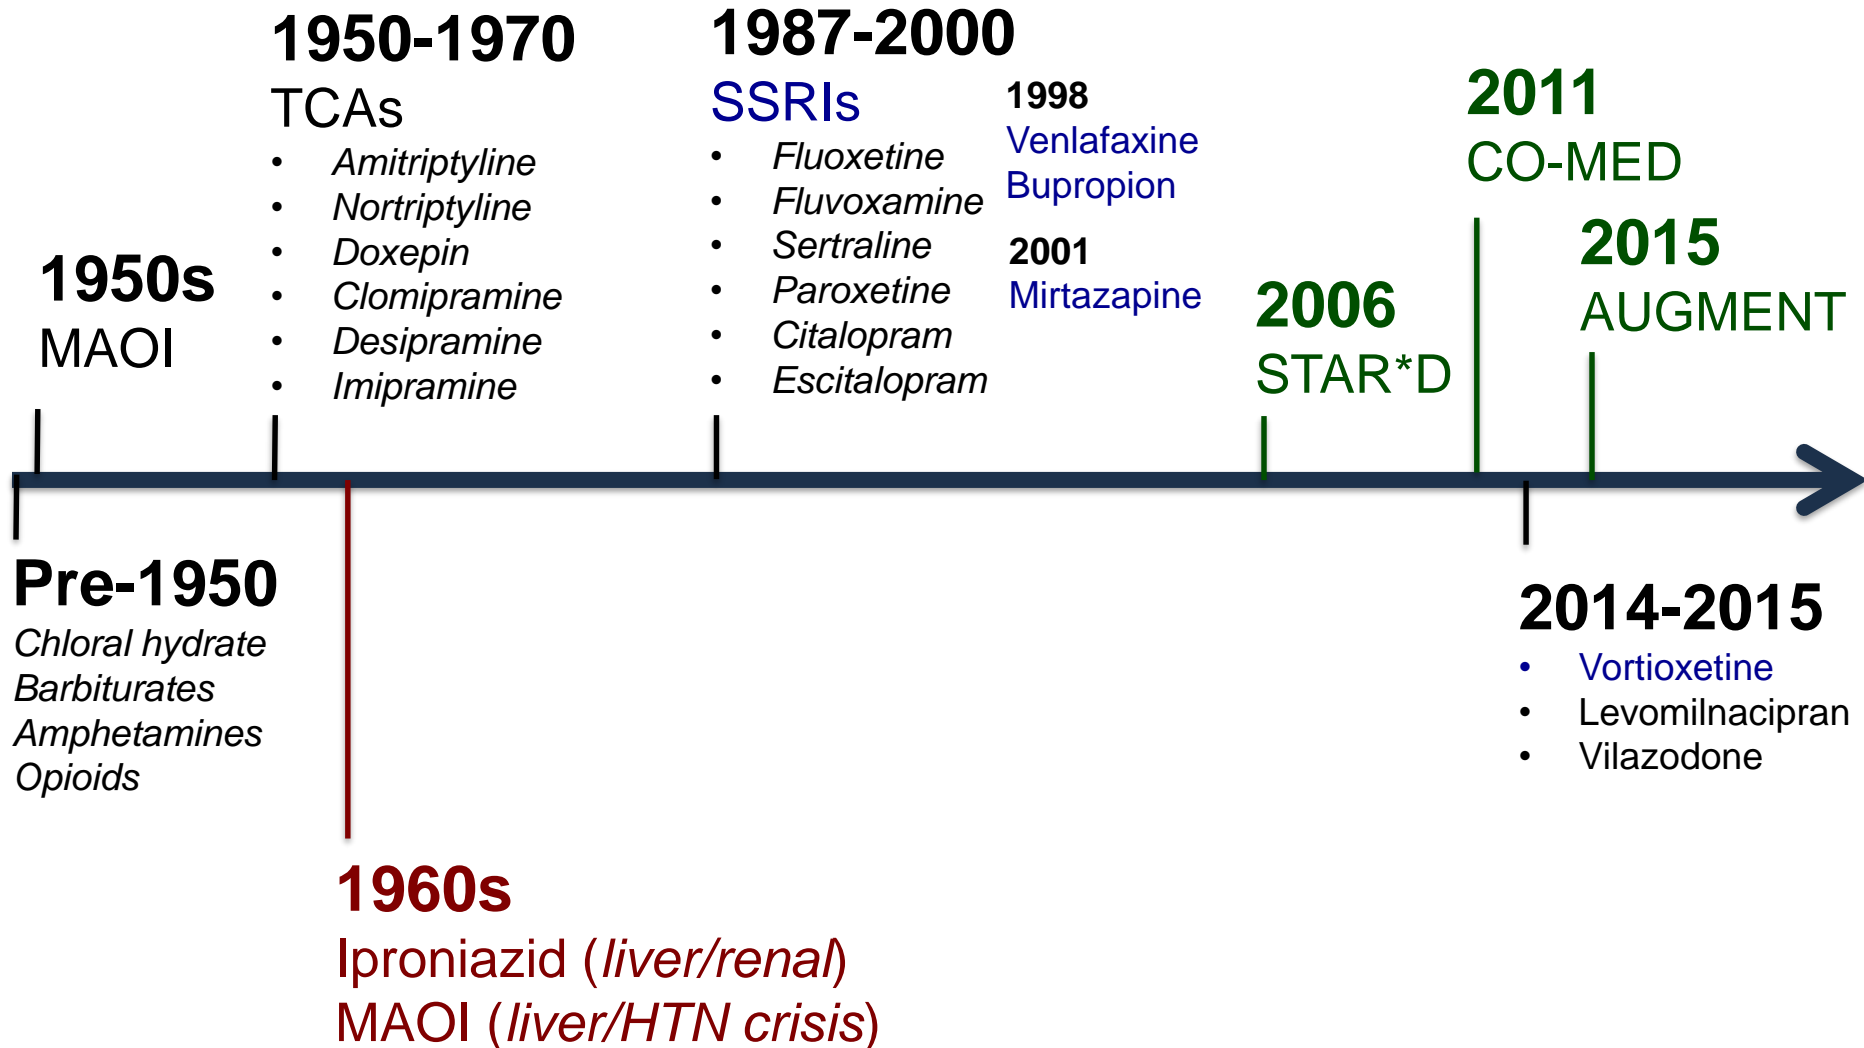 1950s
MAOI
1950-1970
TCAs
• Amitriptyline
• Nortriptyline
• Doxepin
• Clomipramine
• Desipramine
• Imipramine
1987-2000
SSRIs
• Fluoxetine
• Fluvoxamine
• Sertraline
• Paroxetine
• Citalopram
• Escitalopram
1998
Venlafaxine
Bupropion
2001
Mirtazapine
2006
STAR*D
2011
CO-MED
2015
AUGMENT
Pre-1950
Chloral hydrate
Barbiturates
Amphetamines
Opioids
1960s
Iproniazid (liver/renal)
MAOI (liver/HTN crisis)
2014-2015
• Vortioxetine
• Levomilnacipran
• Vilazodone